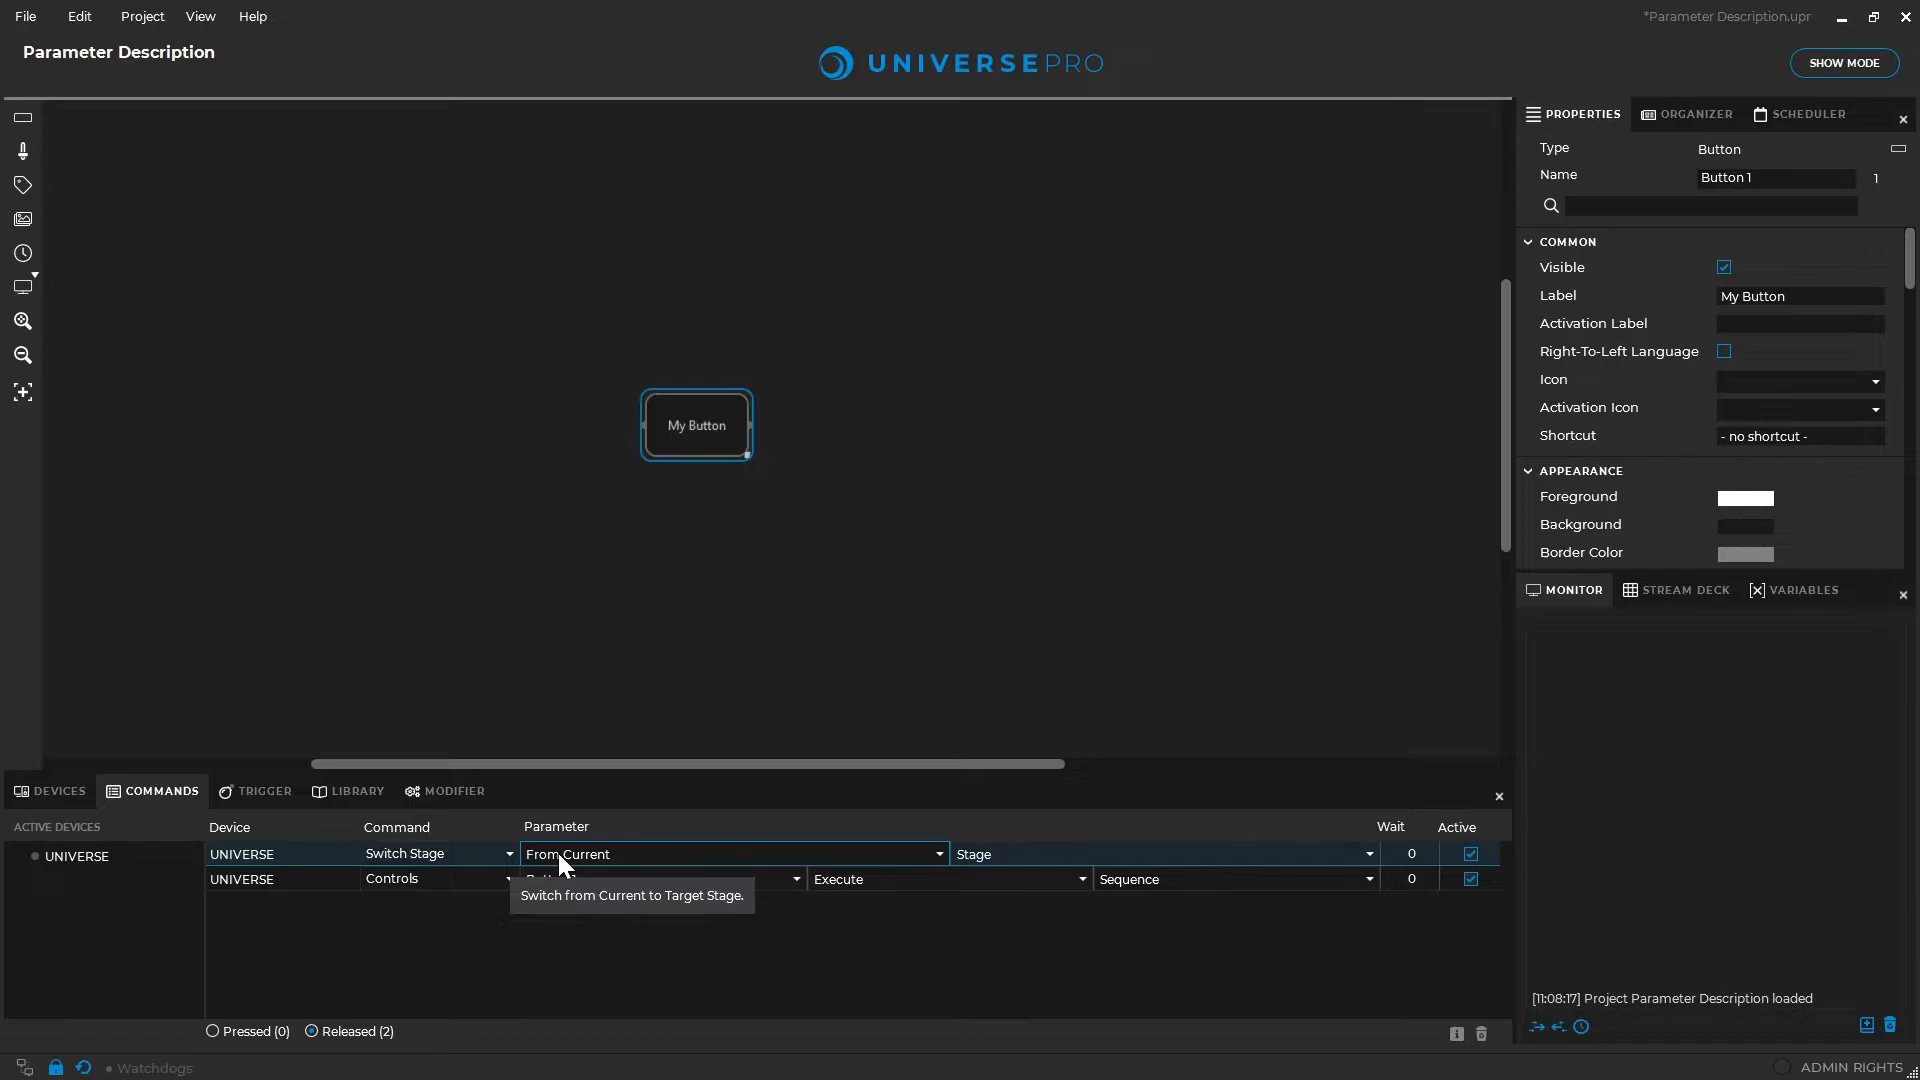 File Edit Project View Help
*Parameter Description.upr
Parameter Description
UNIVERSEPRO
SHOW MODE
PROPERTIES ORGANIZER SCHEDULER
Type Button
Name Button 1 1
COMMON
Visible
Label My Button
Activation Label
Right-To-Left Language
Icon
Activation Icon
Shortcut - no shortcut -
APPEARANCE
Foreground
Background
Border Color
My Button
MONITOR STREAM DECK VARIABLES
[11:08:17] Project Parameter Description loaded
DEVICES COMMANDS TRIGGER LIBRARY MODIFIER
ACTIVE DEVICES
UNIVERSE
Device Command Parameter Wait Active
UNIVERSE Switch Stage From Current Stage 0
UNIVERSE Controls Execute Sequence 0
Switch from Current to Target Stage.
Pressed (0) Released (2)
Watchdogs
ADMIN RIGHTS